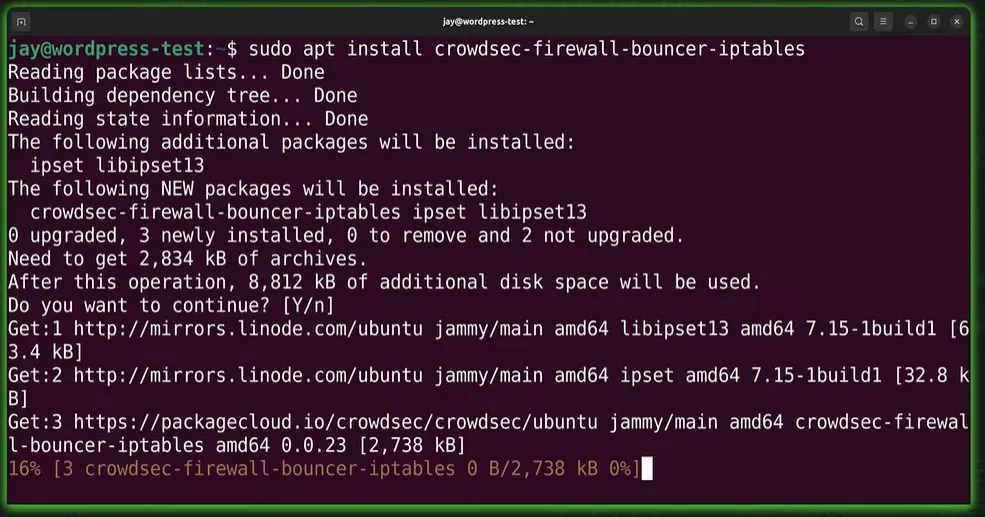 jay@wordpress-test: ~
jay@wordpress-test:~$ sudo apt install crowdsec-firewall-bouncer-iptables
Reading package lists... Done
Building dependency tree... Done
Reading state information... Done
The following additional packages will be installed:
  ipset libipset13
The following NEW packages will be installed:
  crowdsec-firewall-bouncer-iptables ipset libipset13
0 upgraded, 3 newly installed, 0 to remove and 2 not upgraded.
Need to get 2,834 kB of archives.
After this operation, 8,812 kB of additional disk space will be used.
Do you want to continue? [Y/n]
Get:1 http://mirrors.linode.com/ubuntu jammy/main amd64 libipset13 amd64 7.15-1build1 [6
3.4 kB]
Get:2 http://mirrors.linode.com/ubuntu jammy/main amd64 ipset amd64 7.15-1build1 [32.8 k
B]
Get:3 https://packagecloud.io/crowdsec/crowdsec/ubuntu jammy/main amd64 crowdsec-firewal
l-bouncer-iptables amd64 0.0.23 [2,738 kB]
16% [3 crowdsec-firewall-bouncer-iptables 0 B/2,738 kB 0%]